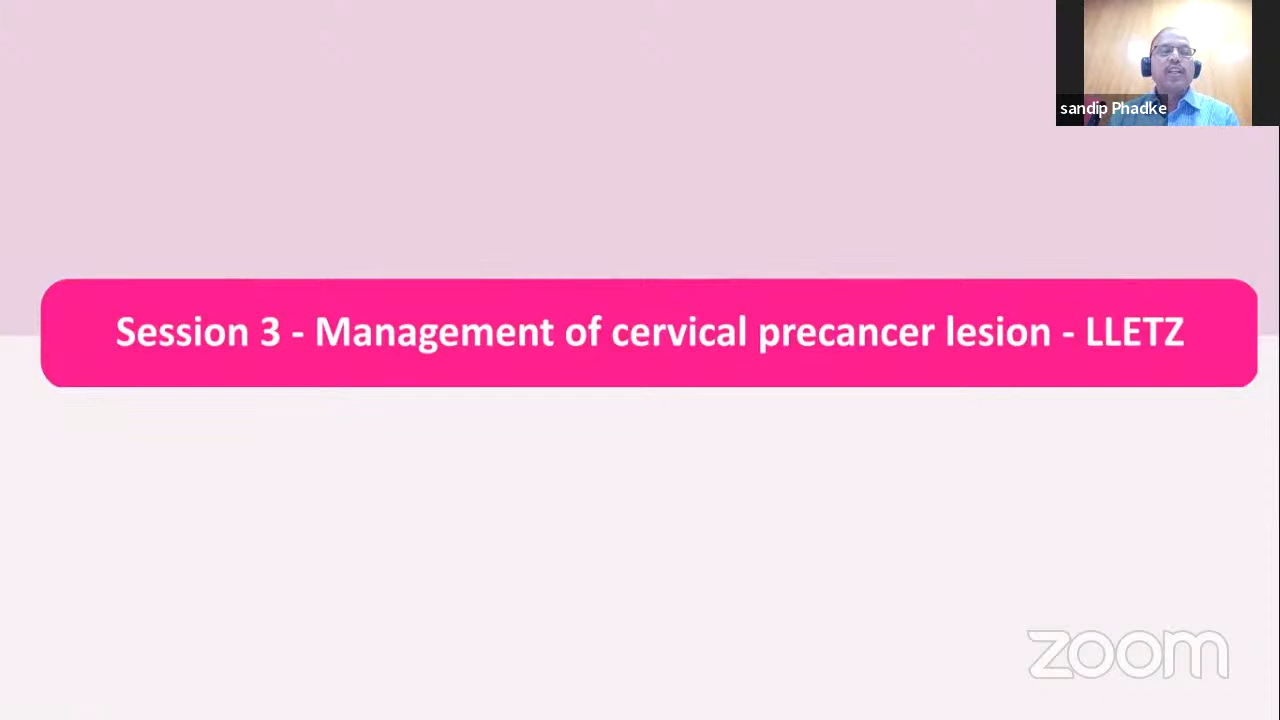 sandip Phadke
Session 3 - Management of cervical precancer lesion - LLETZ
zoom